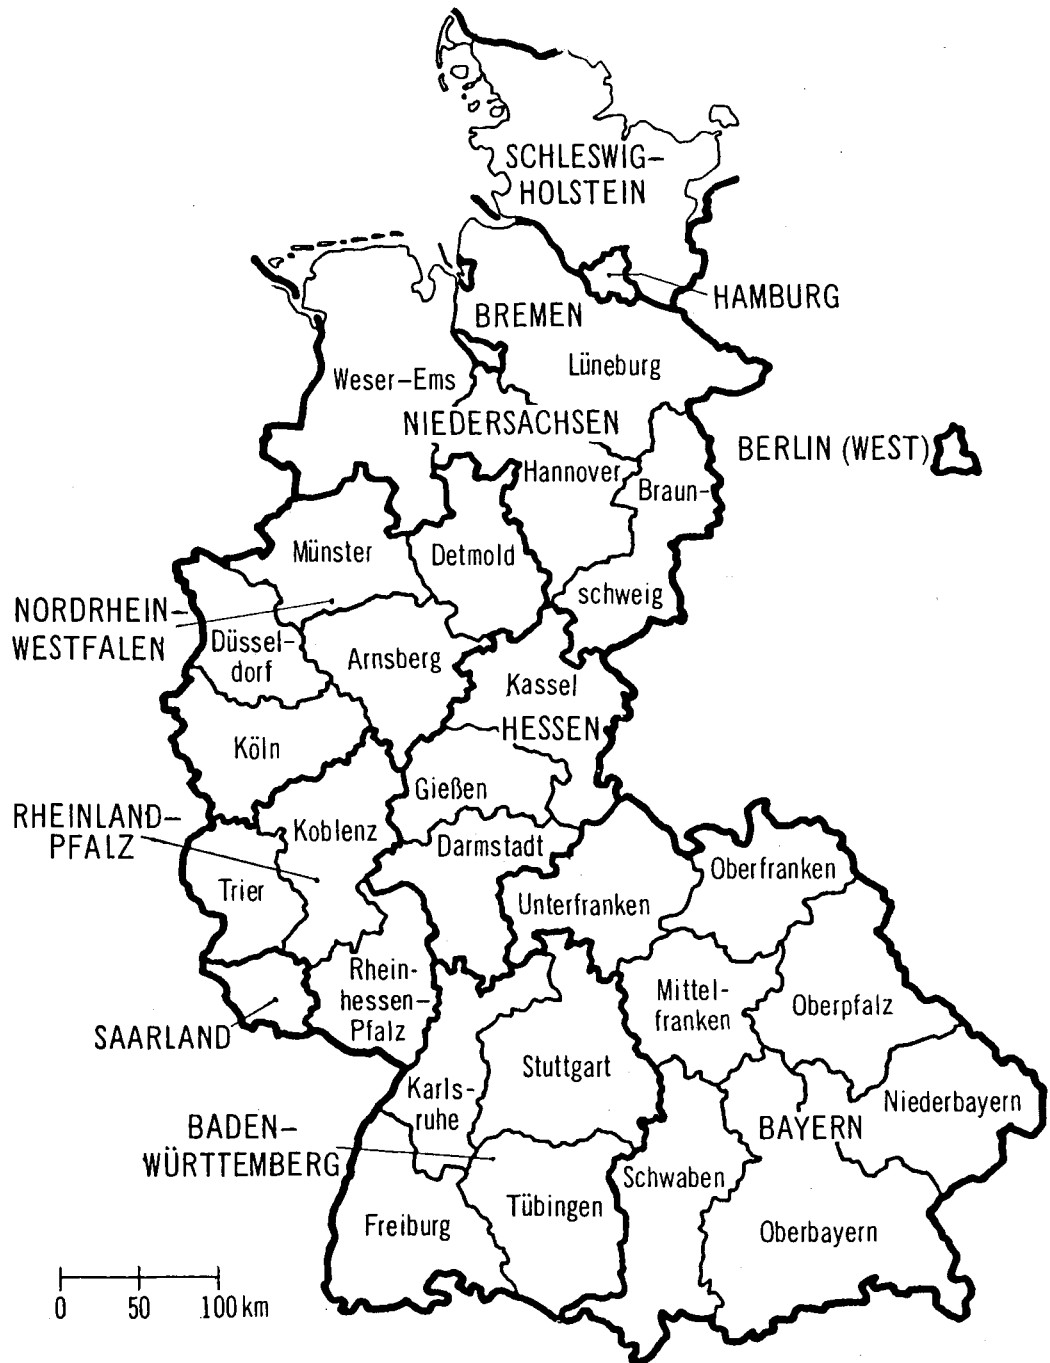 SCHLESWIG–
HOLSTEIN
HAMBURG
BREMEN
Lüneburg
Weser–Ems
NIEDERSACHSEN
BERLIN (WEST)
Hannover
Braun-
schweig
Münster
Detmold
NORDRHEIN–
WESTFALEN
Düssel-
dorf
Arnsberg
Kassel
HESSEN
Köln
Gießen
RHEINLAND–
PFALZ
Koblenz
Darmstadt
Trier
Unterfranken
Oberfranken
Rhein-
hessen–
Pfalz
Mittel-
franken
Oberpfalz
SAARLAND
Stuttgart
Karls-
ruhe
Niederbayern
BADEN–
WÜRTTEMBERG
BAYERN
Schwaben
Tübingen
Freiburg
Oberbayern
0 50 100 km